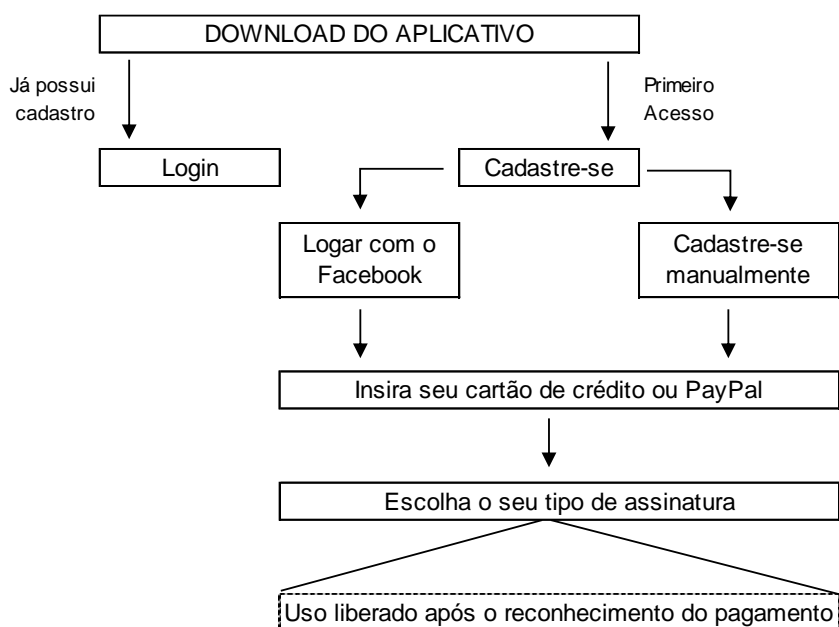 DOWNLOAD DO APLICATIVO
Já possui
cadastro
Primeiro
Acesso
Login
Cadastre-se
Logar com o
Facebook
Cadastre-se
manualmente
Insira seu cartão de crédito ou PayPal
Escolha o seu tipo de assinatura
Uso liberado após o reconhecimento do pagamento